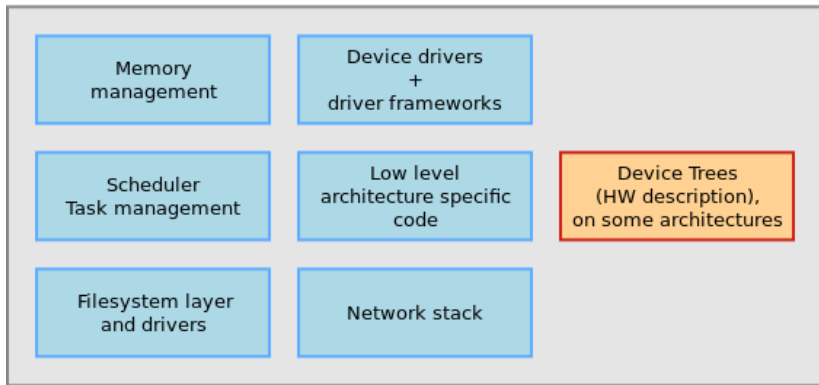 Memory
management
Device drivers
+
driver frameworks
Scheduler
Task management
Low level
architecture specific
code
Device Trees
(HW description),
on some architectures
Filesystem layer
and drivers
Network stack